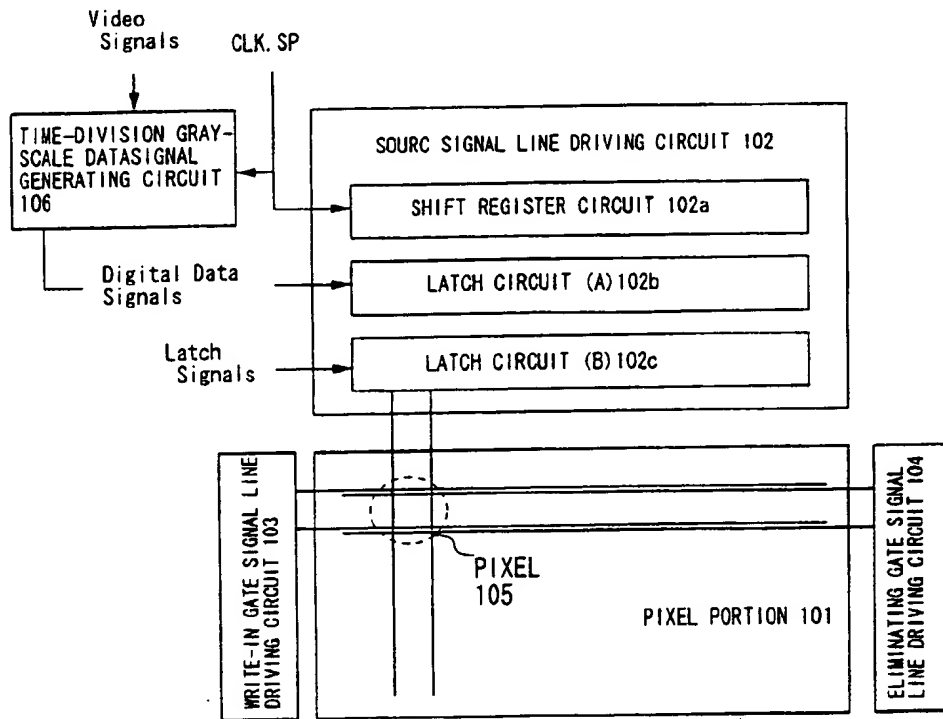 Video
Signals
CLK. SP
TIME-DIVISION GRAY-
SCALE DATASIGNAL
GENERATING CIRCUIT
106
SOURC SIGNAL LINE DRIVING CIRCUIT 102
SHIFT REGISTER CIRCUIT 102a
Digital Data
Signals
LATCH CIRCUIT (A)102b
Latch
Signals
LATCH CIRCUIT (B)102c
WRITE-IN GATE SIGNAL LINE
DRIVING CIRCUIT 103
PIXEL
105
PIXEL PORTION 101
ELIMINATING GATE SIGNAL
LINE DRIVING CIRCUIT 104